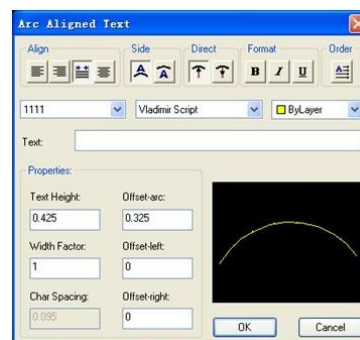 Arc Aligned Text
Align Side Direct Format Order
A A B I U A
1111 Vladimir Script ByLayer
Text:
Properties:
Text Height: Offset-arc:
0.425 0.325
Width Factor: Offset-left:
1 0
Char Spacing: Offset-right:
0.095 0
OK Cancel